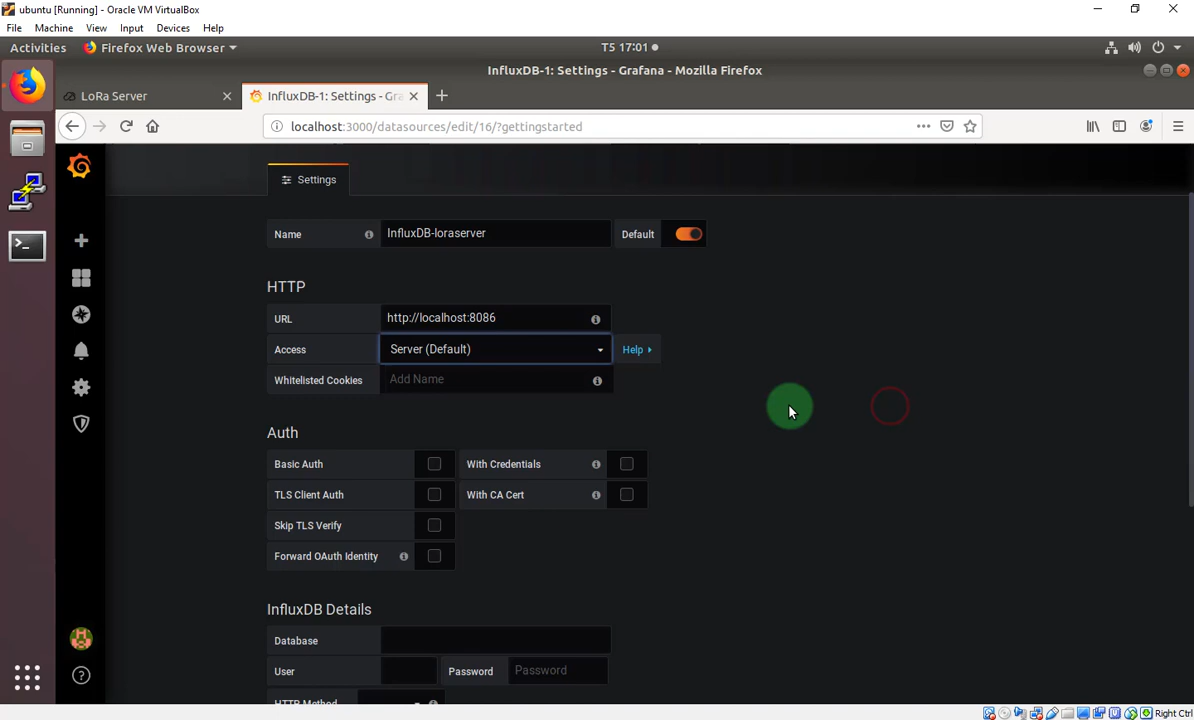 ubuntu [Running] - Oracle VM VirtualBox
File Machine View Input Devices Help
Activities Firefox Web Browser T5 17:01
InfluxDB-1: Settings - Grafana - Mozilla Firefox
LoRa Server InfluxDB-1: Settings - Gra
localhost:3000/datasources/edit/16/?gettingstarted
Settings
Name InfluxDB-loraserver Default
HTTP
URL http://localhost:8086
Access Server (Default) Help
Whitelisted Cookies Add Name
Auth
Basic Auth With Credentials
TLS Client Auth With CA Cert
Skip TLS Verify
Forward OAuth Identity
InfluxDB Details
Database
User Password Password
HTTP Method
Right Ctrl